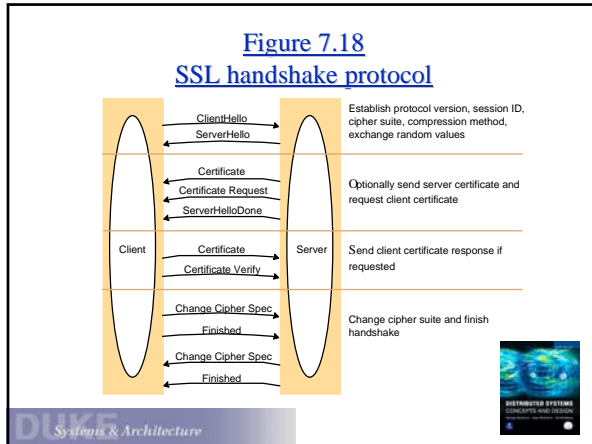 Figure 7.18
SSL handshake protocol
ClientHello
ServerHello
Establish protocol version, session ID,
cipher suite, compression method,
exchange random values
Certificate
Certificate Request
ServerHelloDone
Optionally send server certificate and
request client certificate
Client
Certificate
Certificate Verify
Server
Send client certificate response if
requested
Change Cipher Spec
Finished
Change Cipher Spec
Finished
Change cipher suite and finish
handshake
DISTRIBUTED SYSTEMS
CONCEPTS AND DESIGN
DUKE
Systems & Architecture